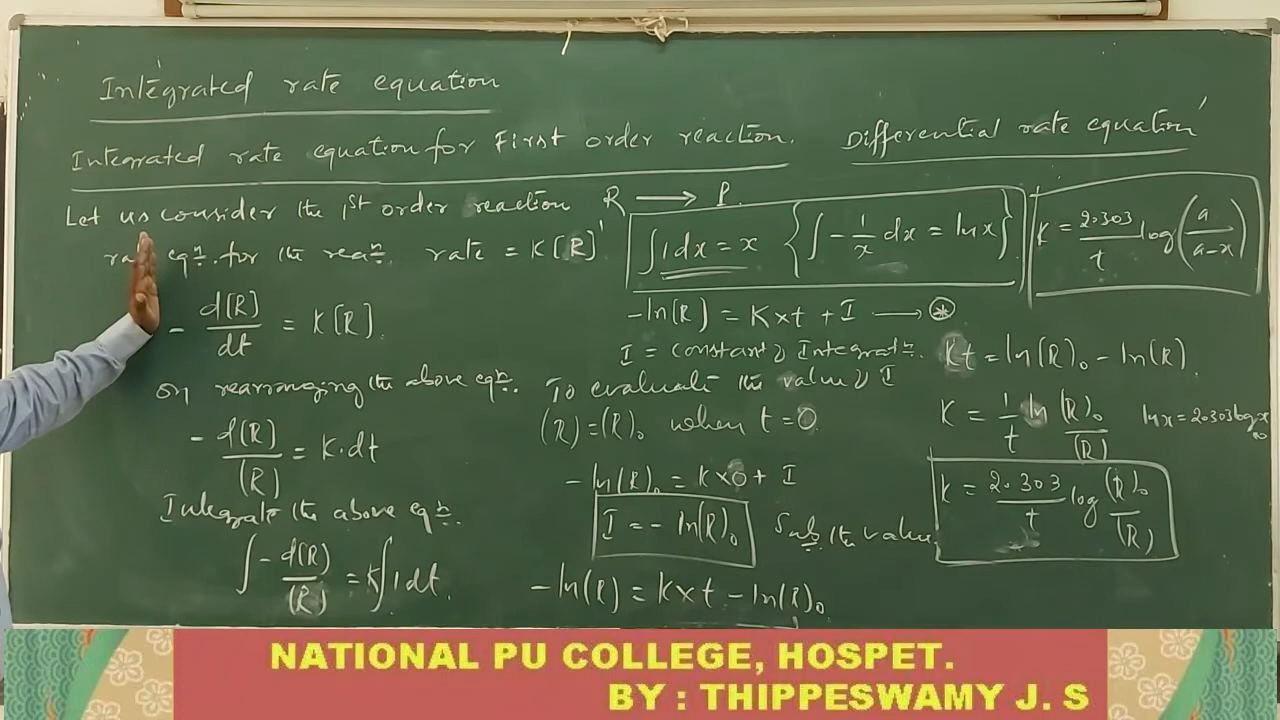 Integrated rate equation
Integrated rate equation for First order reaction.
Differential rate equation
Let us consider the 1st order reaction R ⟶ P.
eqn. for the reacn. rate = K[R]¹
- d[R]/dt = K[R].
on rearranging the above eqn.
- d(R)/(R) = K·dt
Integrate the above eqn.
∫ - d(R)/(R) = K∫1dt.
∫1dx = x {∫ - 1/x dx = ln x}
-ln(R) = K×t + I ⟶ ⊛
I = constant of Integratn.
To evaluate the value of I
(R) = (R)₀ when t = 0
-ln(R)₀ = K×0 + I
I = - ln(R)₀
Sub. the value.
-ln(R) = K×t - ln(R)₀
K = 2.303/t log (a/a-x)
Kt = ln(R)₀ - ln(R).
K = 1/t ln (R)₀/(R)
ln x = 2.303 log x
K = 2.303/t log (R)₀/(R)
NATIONAL PU COLLEGE, HOSPET.
BY : THIPPESWAMY J. S